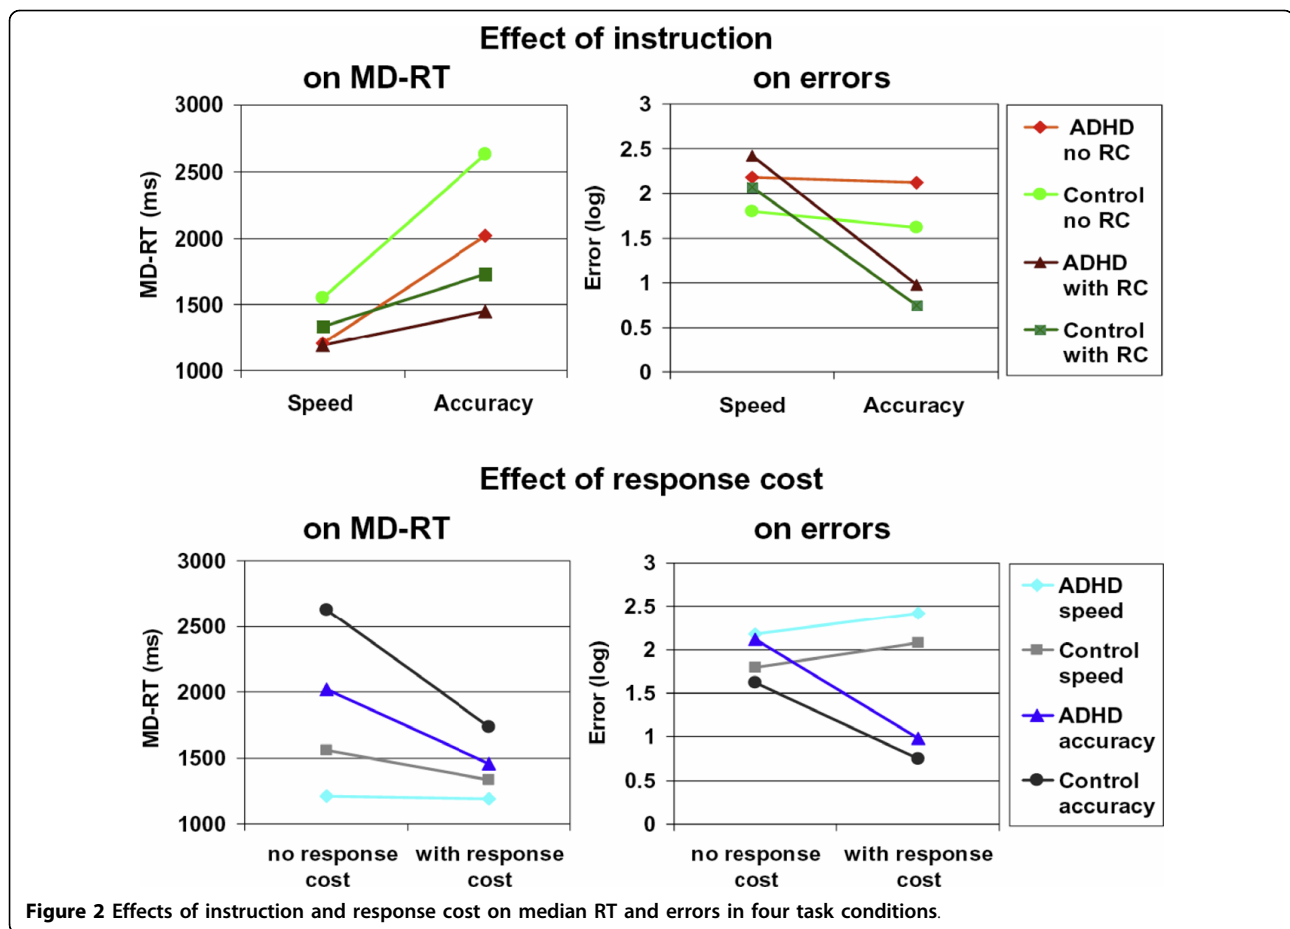 Effect of instruction
on MD-RT
on errors
3000
2500
2000
1500
1000
MD-RT (ms)
Speed
Accuracy
3
2.5
2
1.5
1
0.5
0
Error (log)
Speed
Accuracy
ADHD
no RC
Control
no RC
ADHD
with RC
Control
with RC
Effect of response cost
on MD-RT
on errors
3000
2500
2000
1500
1000
MD-RT (ms)
no response
cost
with response
cost
3
2.5
2
1.5
1
0.5
0
Error (log)
no response
cost
with response
cost
ADHD
speed
Control
speed
ADHD
accuracy
Control
accuracy
Figure 2 Effects of instruction and response cost on median RT and errors in four task conditions.